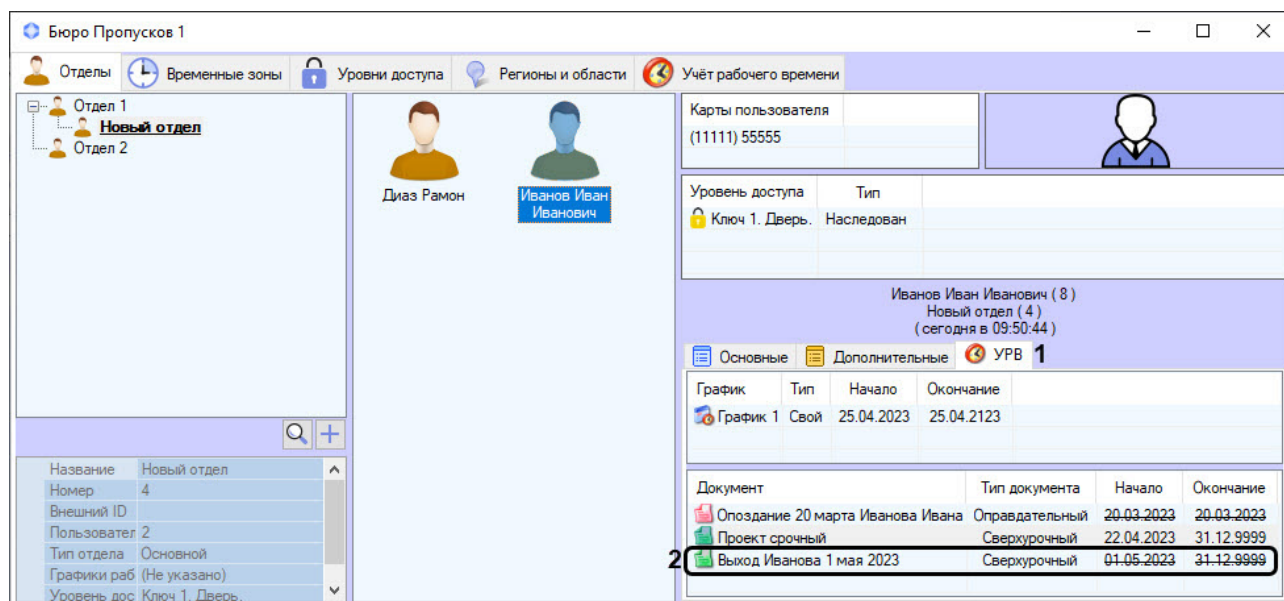 Бюро Пропусков 1
Отделы Временные зоны Уровни доступа Регионы и области Учёт рабочего времени
Отдел 1
Новый отдел
Отдел 2
Диаз Рамон
Иванов Иван
Иванович
Карты пользователя
(11111) 55555
Уровень доступа Тип
Ключ 1. Дверь. Наследован
Иванов Иван Иванович ( 8 )
Новый отдел ( 4 )
( сегодня в 09:50:44 )
Основные Дополнительные УРВ 1
График Тип Начало Окончание
График 1 Свой 25.04.2023 25.04.2123
Название Новый отдел
Номер 4
Внешний ID
Пользовател 2
Тип отдела Основной
Графики раб (Не указано)
Уровень дос Ключ 1. Дверь.
Документ Тип документа Начало Окончание
Опоздание 20 марта Иванова Ивана Оправдательный 20.03.2023 20.03.2023
Проект срочный Сверхурочный 22.04.2023 31.12.9999
2 Выход Иванова 1 мая 2023 Сверхурочный 01.05.2023 31.12.9999